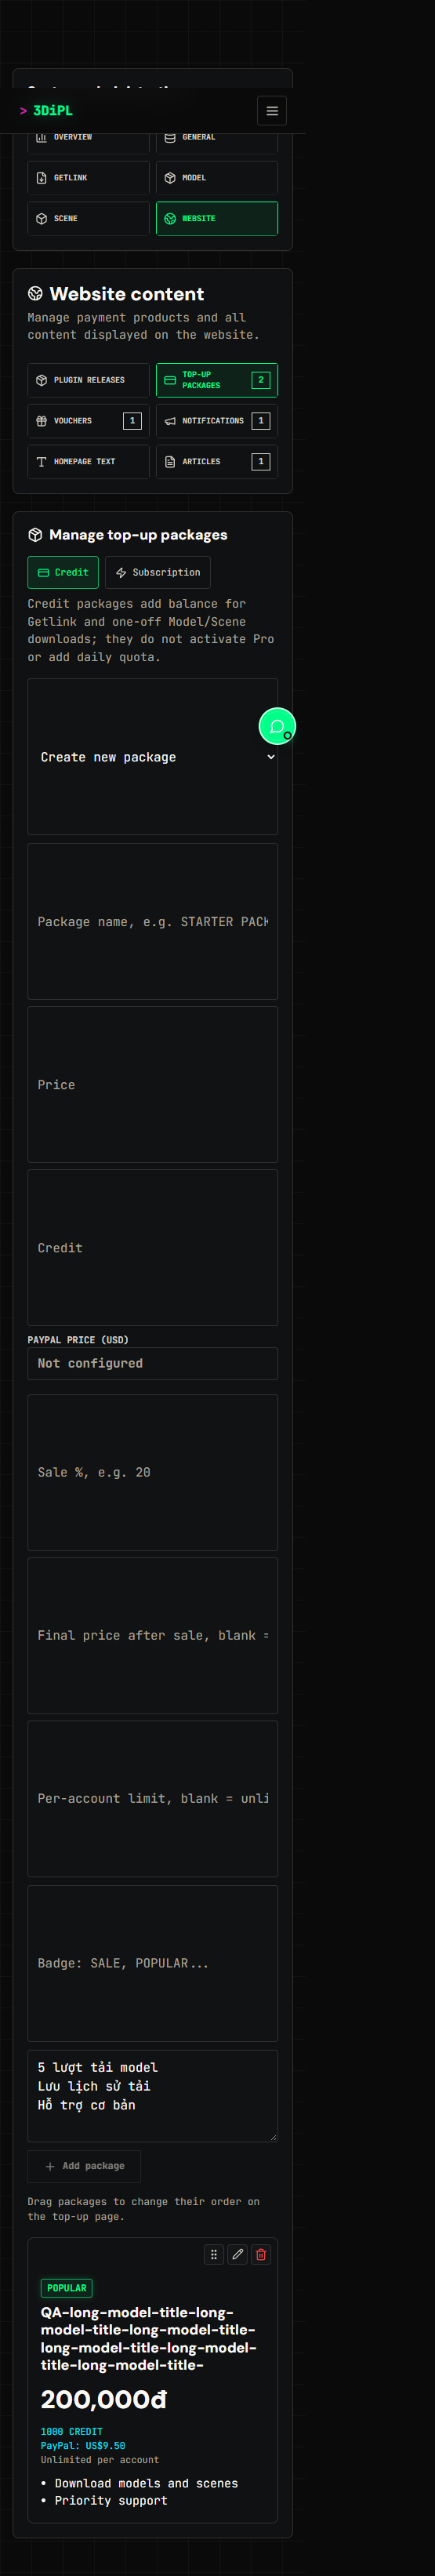 > 3DiPL
OVERVIEW
GENERAL
GETLINK
MODEL
SCENE
WEBSITE
Website content
Manage payment products and all
content displayed on the website.
PLUGIN RELEASES
TOP-UP
PACKAGES
2
VOUCHERS
1
NOTIFICATIONS
1
HOMEPAGE TEXT
ARTICLES
1
Manage top-up packages
Credit
Subscription
Credit packages add balance for
Getlink and one-off Model/Scene
downloads; they do not activate Pro
or add daily quota.
Create new package
Package name, e.g. STARTER PACK
Price
Credit
PAYPAL PRICE (USD)
Not configured
Sale %, e.g. 20
Final price after sale, blank =
Per-account limit, blank = unli
Badge: SALE, POPULAR...
5 lượt tải model
Lưu lịch sử tải
Hỗ trợ cơ bản
+ Add package
Drag packages to change their order on
the top-up page.
POPULAR
QA-long-model-title-long-
model-title-long-model-title-
long-model-title-long-model-
title-long-model-title-
200,000đ
1000 CREDIT
PayPal: US$9.50
Unlimited per account
• Download models and scenes
• Priority support